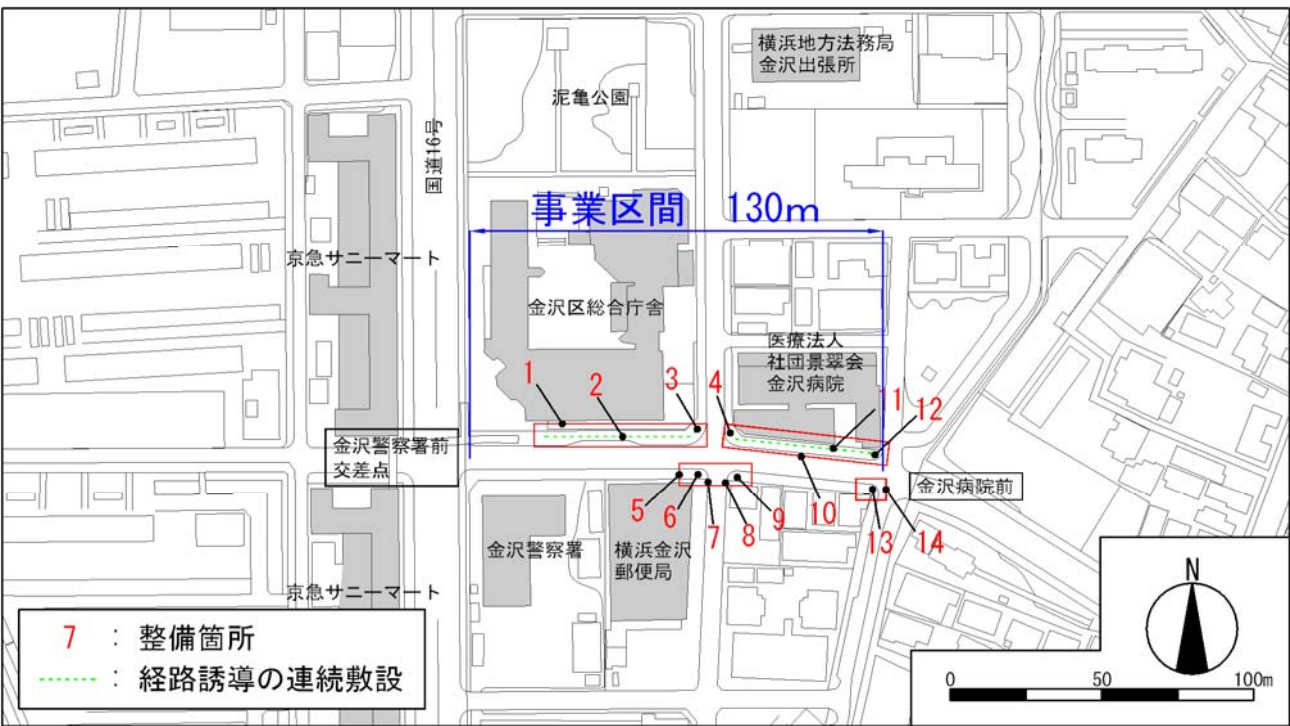 横浜地方法務局
金沢出張所
泥亀公園
国道16号
事業区間 130m
京急サニーマート
金沢区総合庁舎
医療法人
社団景翠会
金沢病院
1
2
3
4
11
12
金沢警察署前
交差点
金沢病院前
5
6
7
8
9
10
13
14
金沢警察署
横浜金沢
郵便局
京急サニーマート
7 : 整備箇所
: 経路誘導の連続敷設
N
0 50 100m